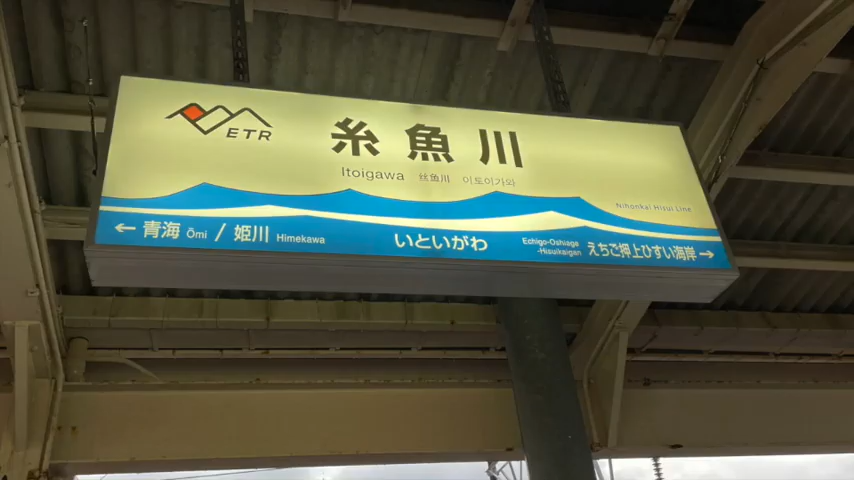 ETR
糸魚川
Itoigawa 丝鱼川 이토이가와
Nihonkai Hisui Line
← 青海 Ōmi / 姫川 Himekawa
いといがわ
Echigo-Oshiage
-Hisuikaigan えちご押上ひすい海岸 →